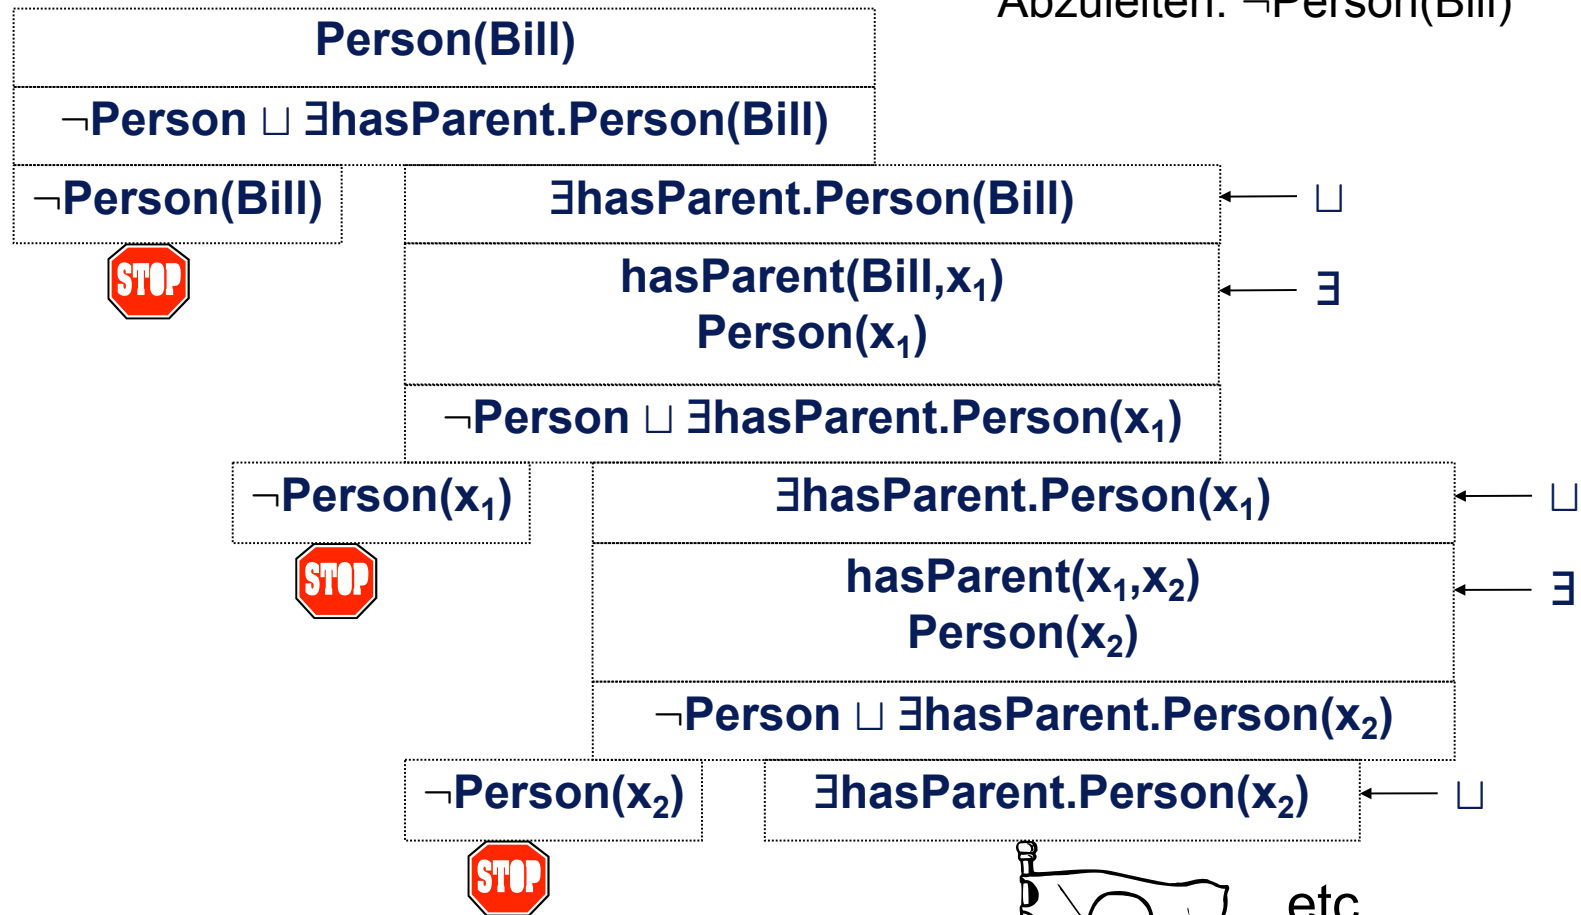 Abzuleiten: ¬Person(Bill)
Person(Bill)
¬Person ⊔ ∃hasParent.Person(Bill)
¬Person(Bill)
∃hasParent.Person(Bill)
⊔
STOP
hasParent(Bill,x₁)
Person(x₁)
∃
¬Person ⊔ ∃hasParent.Person(x₁)
¬Person(x₁)
∃hasParent.Person(x₁)
⊔
STOP
hasParent(x₁,x₂)
Person(x₂)
∃
¬Person ⊔ ∃hasParent.Person(x₂)
¬Person(x₂)
∃hasParent.Person(x₂)
⊔
STOP
etc